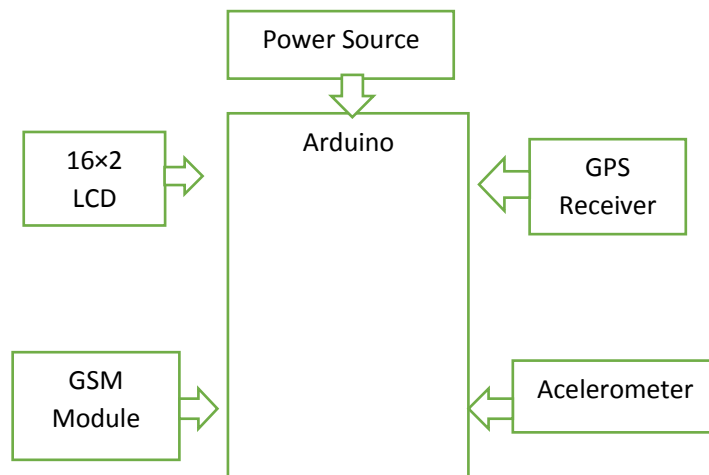 Power Source
Arduino
16×2
LCD
GPS
Receiver
GSM
Module
Acelerometer